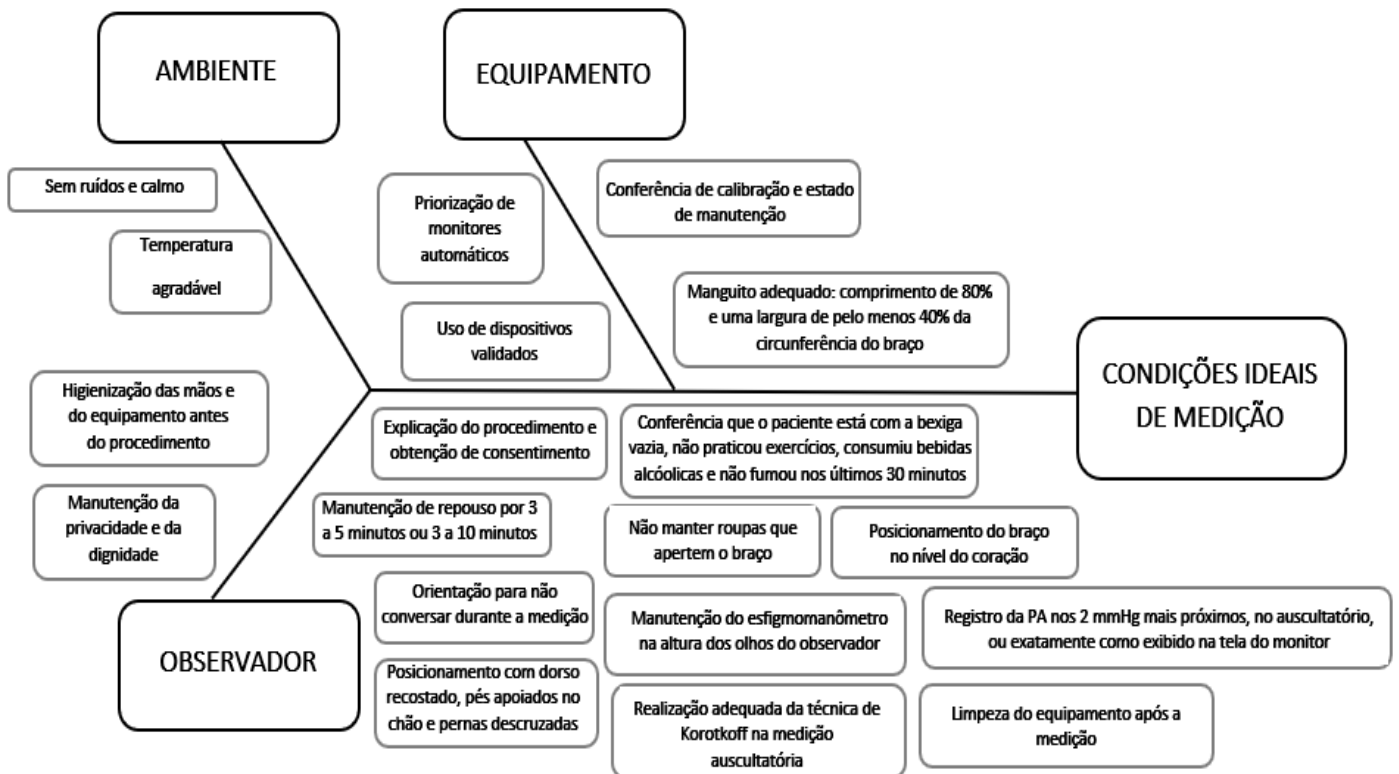 AMBIENTE
EQUIPAMENTO
Sem ruídos e calmo
Temperatura
agradável
Priorização de
monitores
automáticos
Conferência de calibração e estado
de manutenção
Uso de dispositivos
validados
Manguito adequado: comprimento de 80%
e uma largura de pelo menos 40% da
circunferência do braço
CONDIÇÕES IDEAIS
DE MEDIÇÃO
Higienização das mãos e
do equipamento antes
do procedimento
Manutenção da
privacidade e da
dignidade
Explicação do procedimento e
obtenção de consentimento
Conferência que o paciente está com a bexiga
vazia, não praticou exercícios, consumiu bebidas
alcóolicas e não fumou nos últimos 30 minutos
Manutenção de repouso por 3
a 5 minutos ou 3 a 10 minutos
Não manter roupas que
apertem o braço
Posicionamento do braço
no nível do coração
Orientação para não
conversar durante a medição
Manutenção do esfigmomanômetro
na altura dos olhos do observador
Registro da PA nos 2 mmHg mais próximos, no auscultatório,
ou exatamente como exibido na tela do monitor
OBSERVADOR
Posicionamento com dorso
recostado, pés apoiados no
chão e pernas descruzadas
Realização adequada da técnica de
Korotkoff na medição
auscultatória
Limpeza do equipamento após a
medição